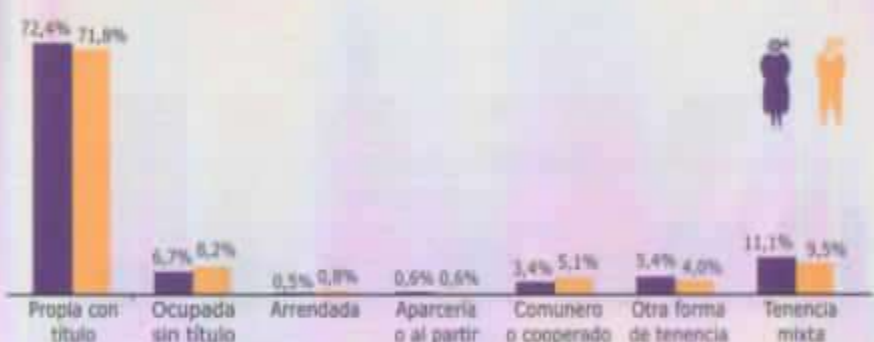 72,4% 71,8%
6,7% 8,2%
0,5% 0,8%
0,6% 0,6%
3,4% 5,1%
5,4% 4,0%
11,1% 9,5%
Propia con título
Ocupada sin título
Arrendada
Aparcería o al partir
Comunero o cooperado
Otra forma de tenencia
Tenencia mixta